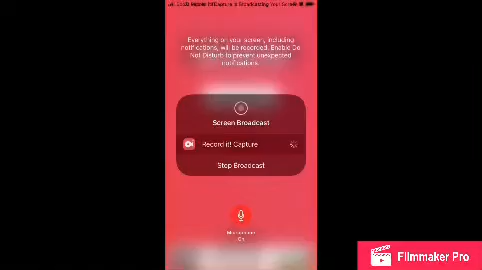 Everything on your screen, including
notifications, will be recorded. Enable Do
Not Disturb to prevent unexpected
notifications.
Screen Broadcast
Record it! Capture
Stop Broadcast
Microphone
On
Filmmaker Pro